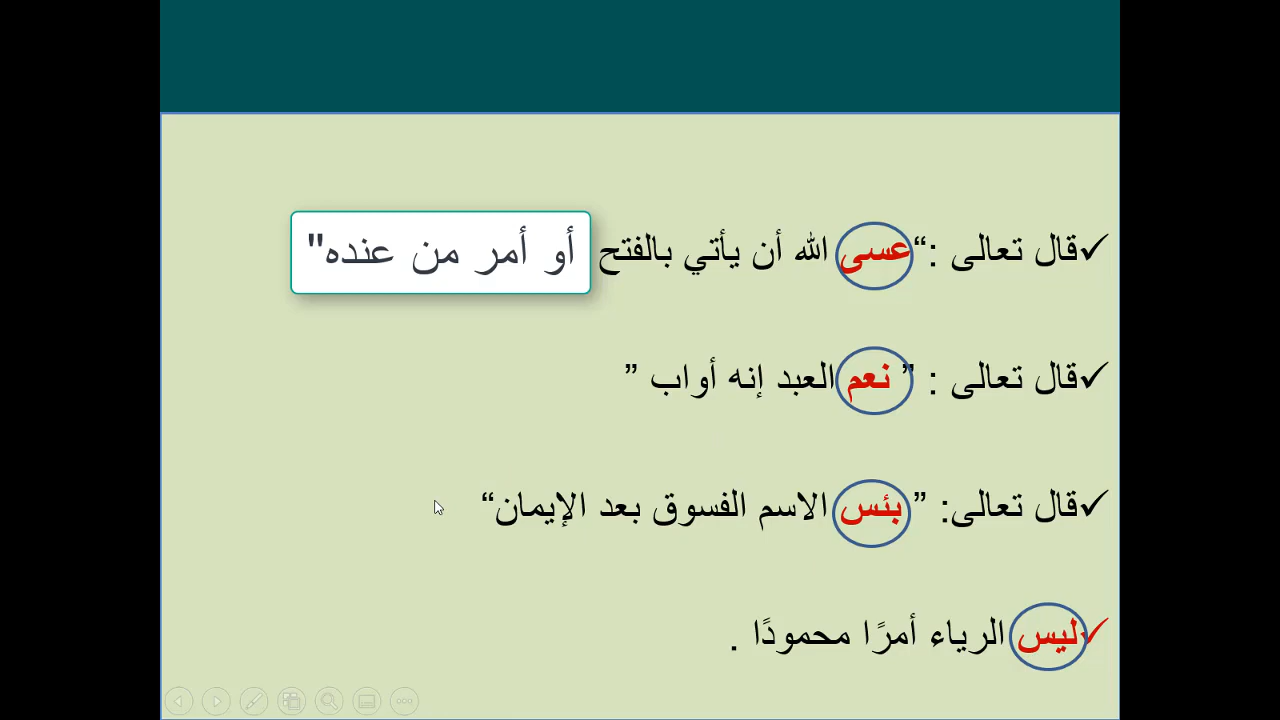 ✓قال تعالى :“عسى الله أن يأتي بالفتح أو أمر من عنده"
✓قال تعالى : ” نعم العبد إنه أواب ”
✓قال تعالى: ” بئس الاسم الفسوق بعد الإيمان“
✓ليس الرياء أمرًا محمودًا .